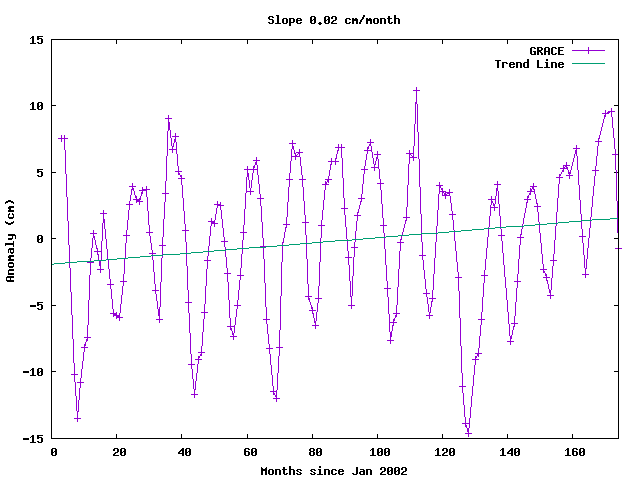 Slope 0.02 cm/month
GRACE
Trend Line
15
10
5
0
-5
-10
-15
Anomaly (cm)
0 20 40 60 80 100 120 140 160
Months since Jan 2002